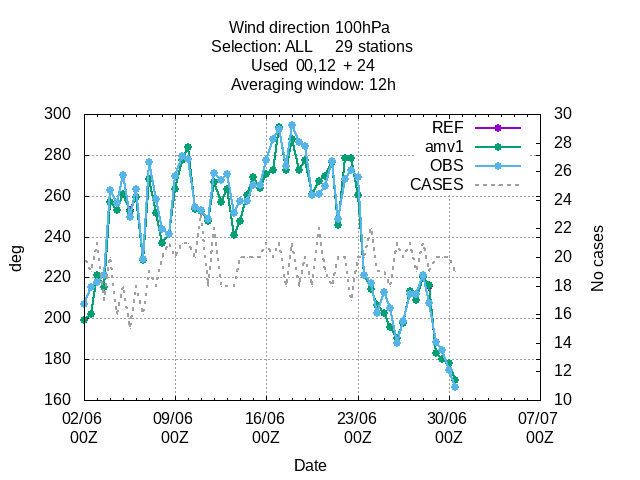 Wind direction 100hPa
Selection: ALL 29 stations
Used 00,12 + 24
Averaging window: 12h
300
280
260
240
220
200
180
160
deg
30
28
26
24
22
20
18
16
14
12
10
No cases
REF
amv1
OBS
CASES
02/06 09/06 16/06 23/06 30/06 07/07
00Z 00Z 00Z 00Z 00Z 00Z
Date